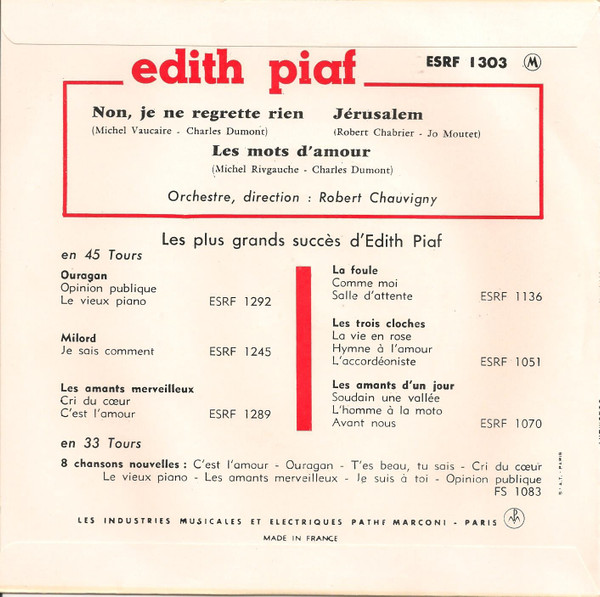 edith piaf
ESRF 1303 M
Non, je ne regrette rien
(Michel Vaucaire - Charles Dumont)
Jérusalem
(Robert Chabrier - Jo Moutet)
Les mots d'amour
(Michel Rivgauche - Charles Dumont)
Orchestre, direction : Robert Chauvigny
Les plus grands succès d'Edith Piaf
en 45 Tours
Ouragan
Opinion publique
Le vieux piano ESRF 1292
Milord
Je sais comment ESRF 1245
Les amants merveilleux
Cri du cœur
C'est l'amour ESRF 1289
La foule
Comme moi
Salle d'attente ESRF 1136
Les trois cloches
La vie en rose
Hymne à l'amour
L'accordéoniste ESRF 1051
Les amants d'un jour
Soudain une vallée
L'homme à la moto
Avant nous ESRF 1070
en 33 Tours
8 chansons nouvelles : C'est l'amour - Ouragan - T'es beau, tu sais - Cri du cœur
Le vieux piano - Les amants merveilleux - Je suis à toi - Opinion publique
FS 1083
LES INDUSTRIES MUSICALES ET ELECTRIQUES PATHE MARCONI - PARIS
MADE IN FRANCE